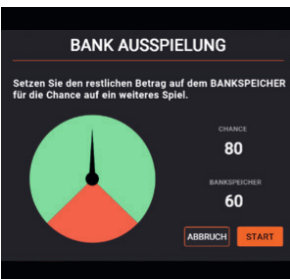 BANK AUSSPIELUNG
Setzen Sie den restlichen Betrag auf dem BANKSPEICHER
für die Chance auf ein weiteres Spiel.
CHANCE
80
BANKSPEICHER
60
ABBRUCH START